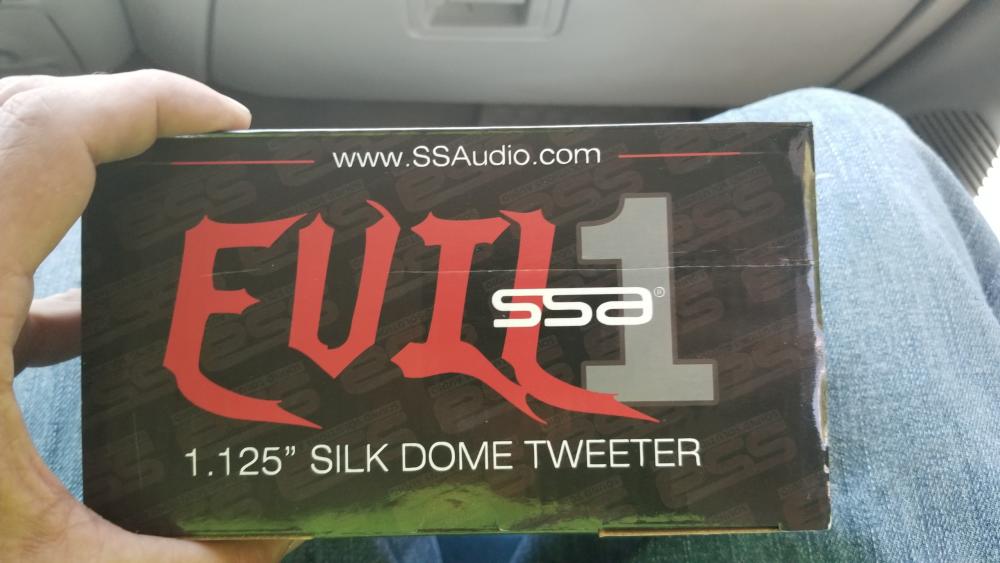 www.SSAudio.com
EVIL 1
ssa®
1.125” SILK DOME TWEETER